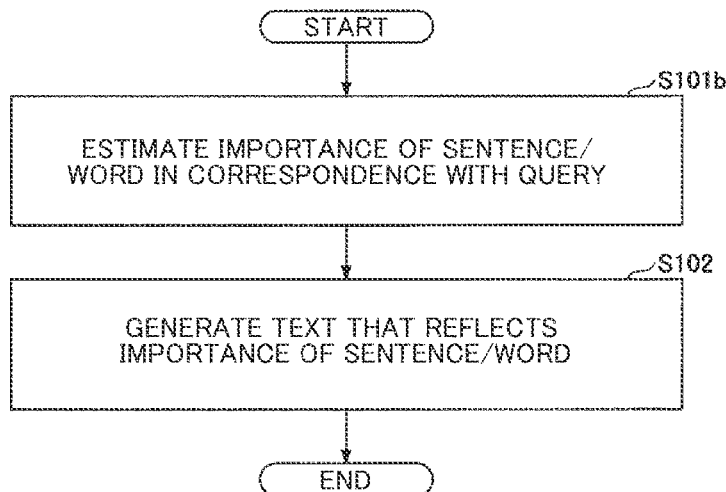 START
S101b
ESTIMATE IMPORTANCE OF SENTENCE/
WORD IN CORRESPONDENCE WITH QUERY
S102
GENERATE TEXT THAT REFLECTS
IMPORTANCE OF SENTENCE/WORD
END